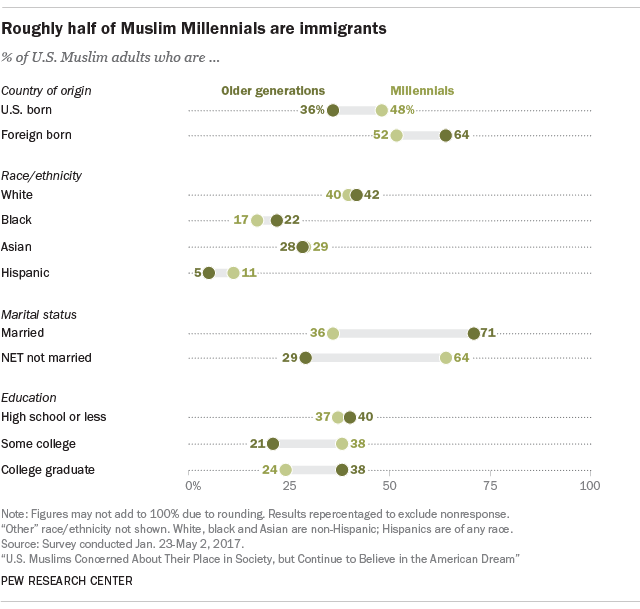 Roughly half of Muslim Millennials are immigrants
% of U.S. Muslim adults who are ...
Country of origin Older generations Millennials
U.S. born 36% 48%
Foreign born 52 64
Race/ethnicity
White 40 42
Black 17 22
Asian 28 29
Hispanic 5 11
Marital status
Married 36 71
NET not married 29 64
Education
High school or less 37 40
Some college 21 38
College graduate 24 38
0% 25 50 75 100
Note: Figures may not add to 100% due to rounding. Results repercentaged to exclude nonresponse.
“Other” race/ethnicity not shown. White, black and Asian are non-Hispanic; Hispanics are of any race.
Source: Survey conducted Jan. 23-May 2, 2017.
“U.S. Muslims Concerned About Their Place in Society, but Continue to Believe in the American Dream”
PEW RESEARCH CENTER